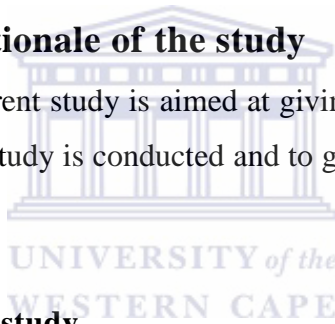 tionale of the study
rent study is aimed at givin
study is conducted and to g
UNIVERSITY of the
WESTERN CAPE
study